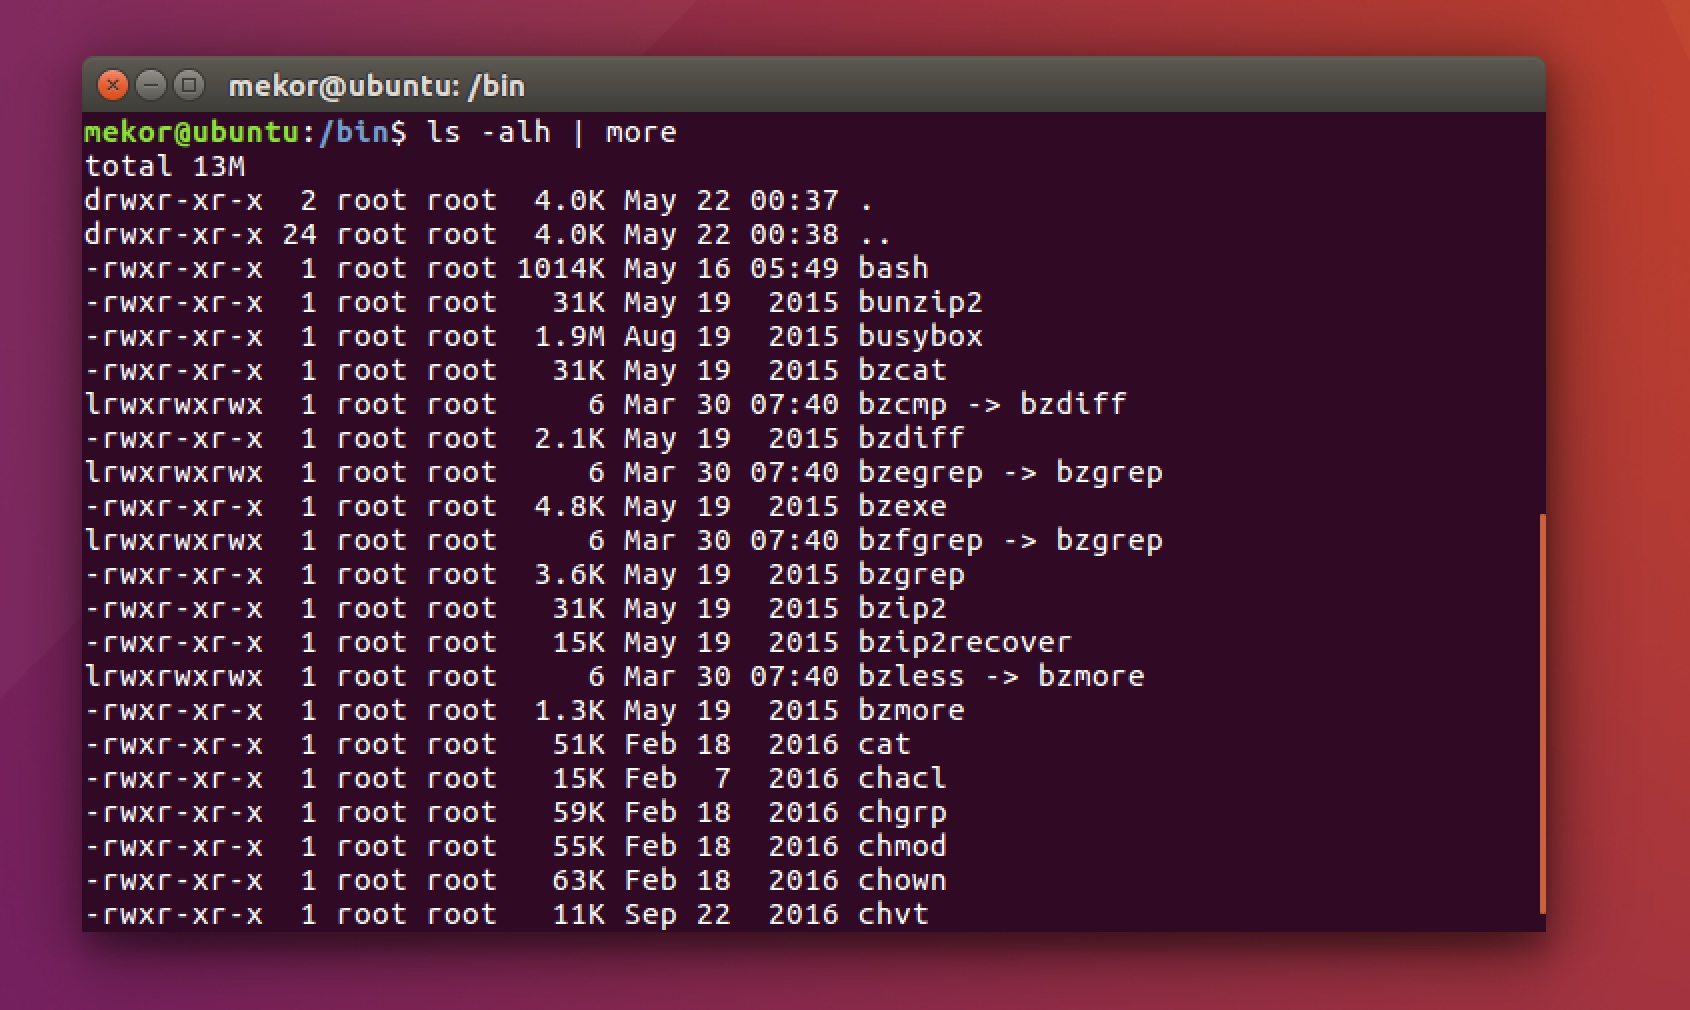 mekor@ubuntu: /bin
mekor@ubuntu:/bin$ ls -alh | more
total 13M
drwxr-xr-x  2 root root  4.0K May 22 00:37 .
drwxr-xr-x 24 root root  4.0K May 22 00:38 ..
-rwxr-xr-x  1 root root 1014K May 16 05:49 bash
-rwxr-xr-x  1 root root   31K May 19  2015 bunzip2
-rwxr-xr-x  1 root root  1.9M Aug 19  2015 busybox
-rwxr-xr-x  1 root root   31K May 19  2015 bzcat
lrwxrwxrwx  1 root root     6 Mar 30 07:40 bzcmp -> bzdiff
-rwxr-xr-x  1 root root  2.1K May 19  2015 bzdiff
lrwxrwxrwx  1 root root     6 Mar 30 07:40 bzegrep -> bzgrep
-rwxr-xr-x  1 root root  4.8K May 19  2015 bzexe
lrwxrwxrwx  1 root root     6 Mar 30 07:40 bzfgrep -> bzgrep
-rwxr-xr-x  1 root root  3.6K May 19  2015 bzgrep
-rwxr-xr-x  1 root root   31K May 19  2015 bzip2
-rwxr-xr-x  1 root root   15K May 19  2015 bzip2recover
lrwxrwxrwx  1 root root     6 Mar 30 07:40 bzless -> bzmore
-rwxr-xr-x  1 root root  1.3K May 19  2015 bzmore
-rwxr-xr-x  1 root root   51K Feb 18  2016 cat
-rwxr-xr-x  1 root root   15K Feb  7  2016 chacl
-rwxr-xr-x  1 root root   59K Feb 18  2016 chgrp
-rwxr-xr-x  1 root root   55K Feb 18  2016 chmod
-rwxr-xr-x  1 root root   63K Feb 18  2016 chown
-rwxr-xr-x  1 root root   11K Sep 22  2016 chvt